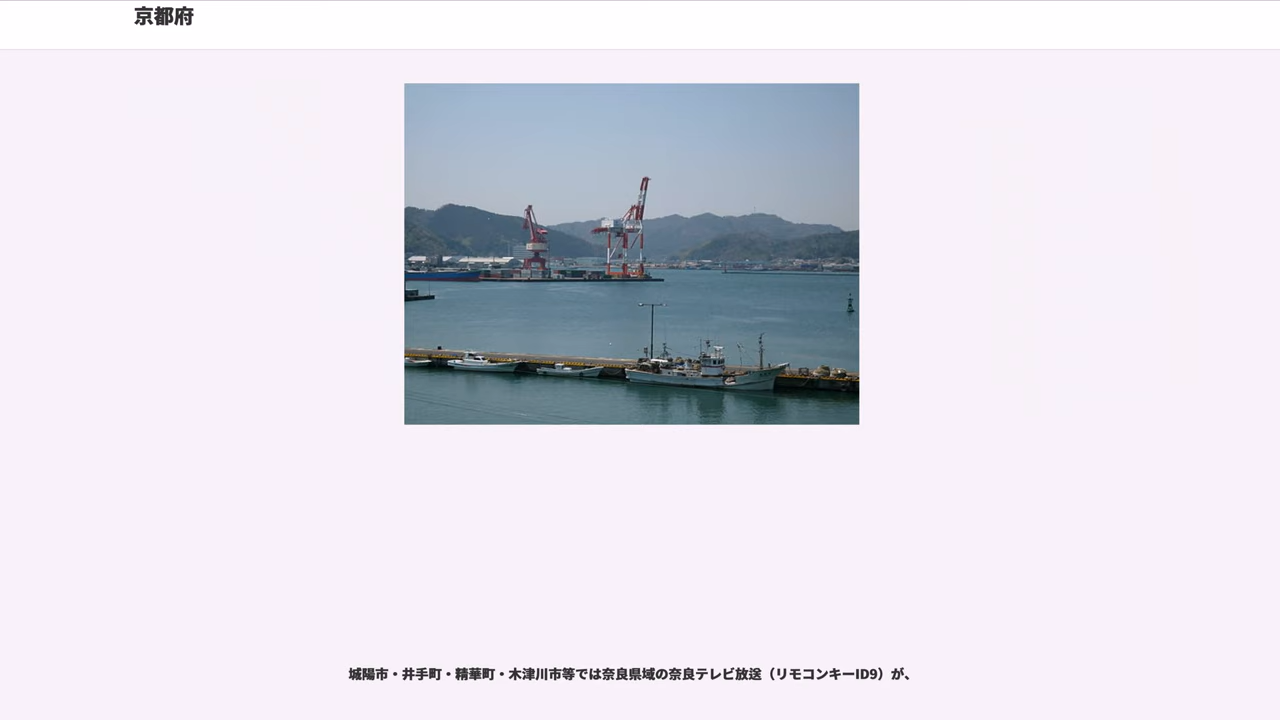 京都府
城陽市・井手町・精華町・木津川市等では奈良県域の奈良テレビ放送（リモコンキーID9）が、